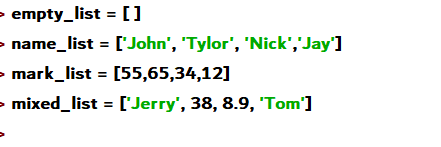 > empty_list = [ ]
> name_list = ['John', 'Tylor', 'Nick','Jay']
> mark_list = [55,65,34,12]
> mixed_list = ['Jerry', 38, 8.9, 'Tom']
>